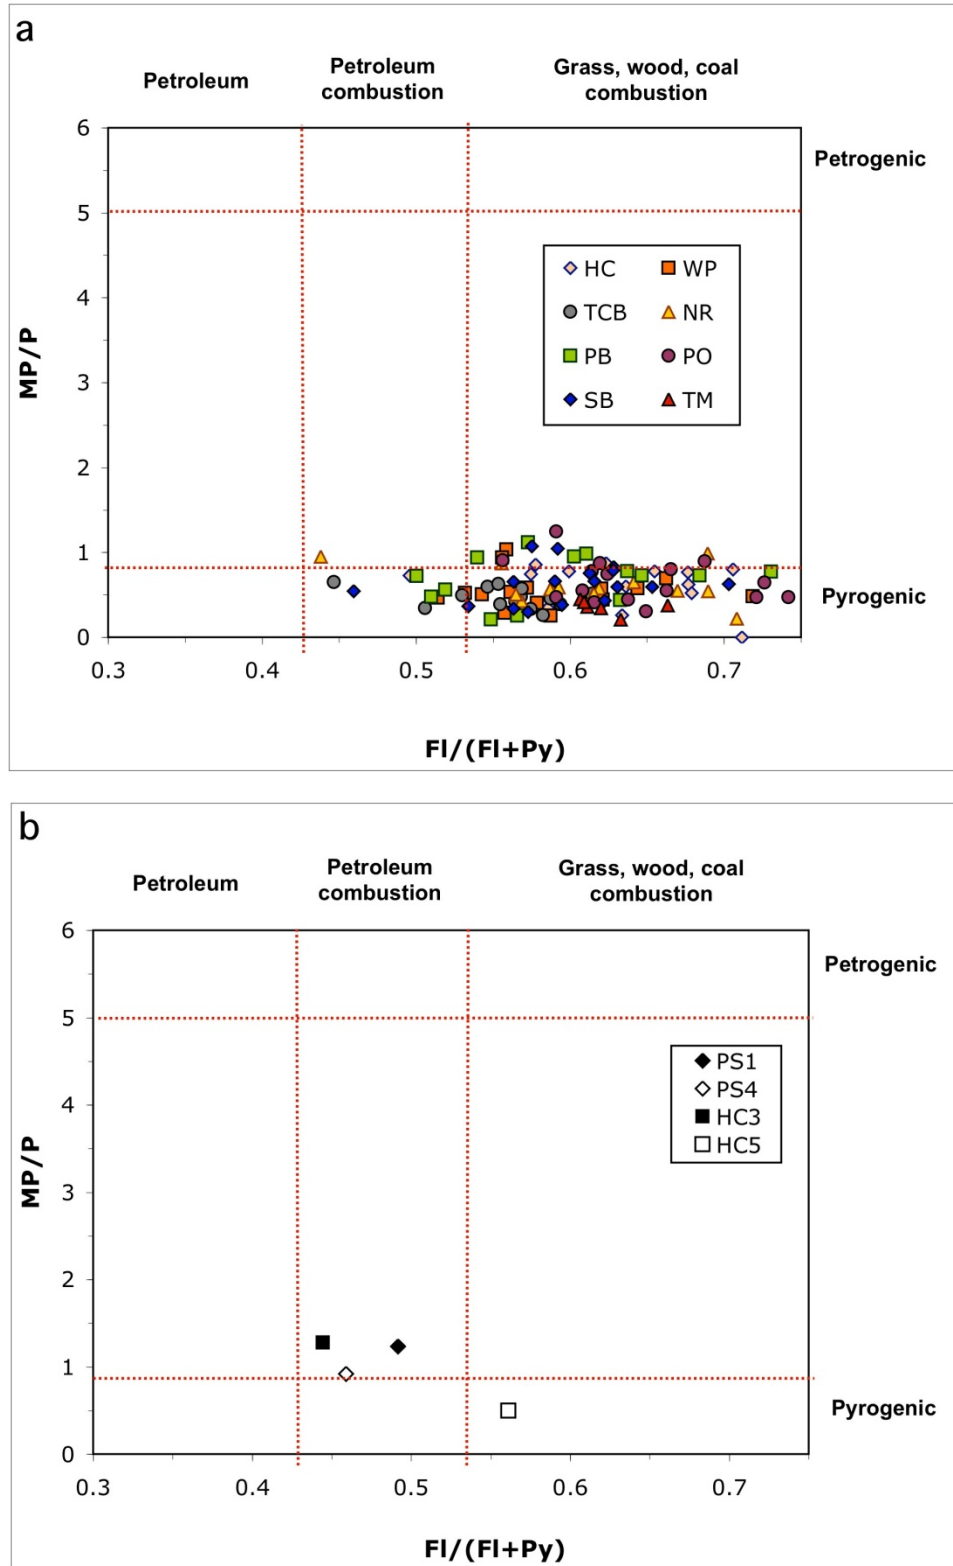 a
Petroleum
Petroleum
combustion
Grass, wood, coal
combustion
6
5
4
3
2
1
0
MP/P
Petrogenic
Pyrogenic
HC
WP
TCB
NR
PB
PO
SB
TM
0.3
0.4
0.5
0.6
0.7
Fl/(Fl+Py)
b
Petroleum
Petroleum
combustion
Grass, wood, coal
combustion
6
5
4
3
2
1
0
MP/P
Petrogenic
Pyrogenic
PS1
PS4
HC3
HC5
0.3
0.4
0.5
0.6
0.7
Fl/(Fl+Py)